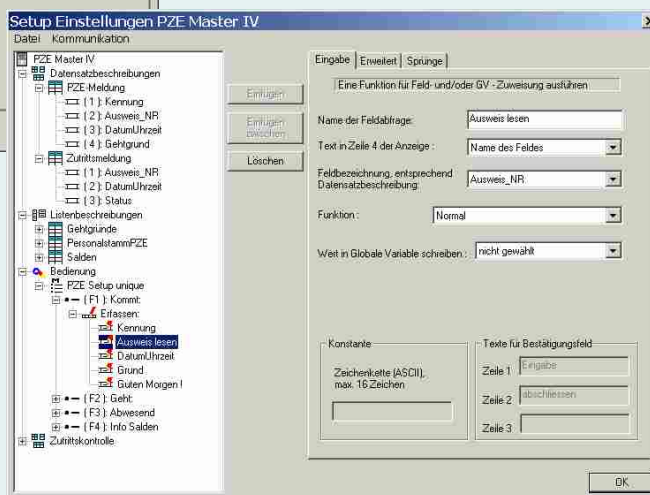 Setup Einstellungen PZE Master IV
Datei Kommunikation
PZE Master IV
Datensatzbeschreibungen
PZE-Meldung
( 1 ): Kennung
( 2 ): Ausweis_NR
( 3 ): DatumUhrzeit
( 4 ): Gehtgrund
Zutrittsmeldung
( 1 ): Ausweis_NR
( 2 ): DatumUhrzeit
( 3 ): Status
Listenbeschreibungen
Gehtgründe
PersonalstammPZE
Salden
Bedienung
PZE Setup unique
( F1 ): Kommt:
Erfassen:
Kennung
Ausweis lesen
DatumUhrzeit
Grund
Guten Morgen !
( F2 ): Geht:
( F3 ): Abwesend
( F4 ): Info Salden
Zutrittskontrolle
Einfügen
Einfügen
zwischen
Löschen
Eingabe Erweitert Sprünge
Eine Funktion für Feld- und/oder GV - Zuweisung ausführen
Name der Feldabfrage: Ausweis lesen
Text in Zeile 4 der Anzeige : Name des Feldes
Feldbezeichnung, entsprechend
Datensatzbeschreibung: Ausweis_NR
Funktion : Normal
Wert in Globale Variable schreiben.: nicht gewählt
Konstante
Zeichenkette (ASCII),
max. 16 Zeichen
Texte für Bestätigungsfeld
Zeile 1 Eingabe
Zeile 2 abschliessen
Zeile 3
OK